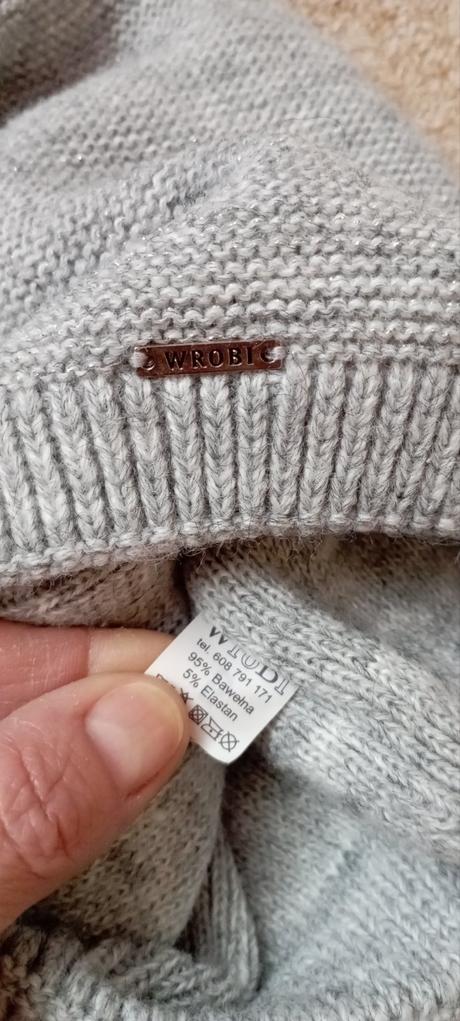 WROBI
Wrobi
tel. 608 791 171
95% Bawełna
5% Elastan